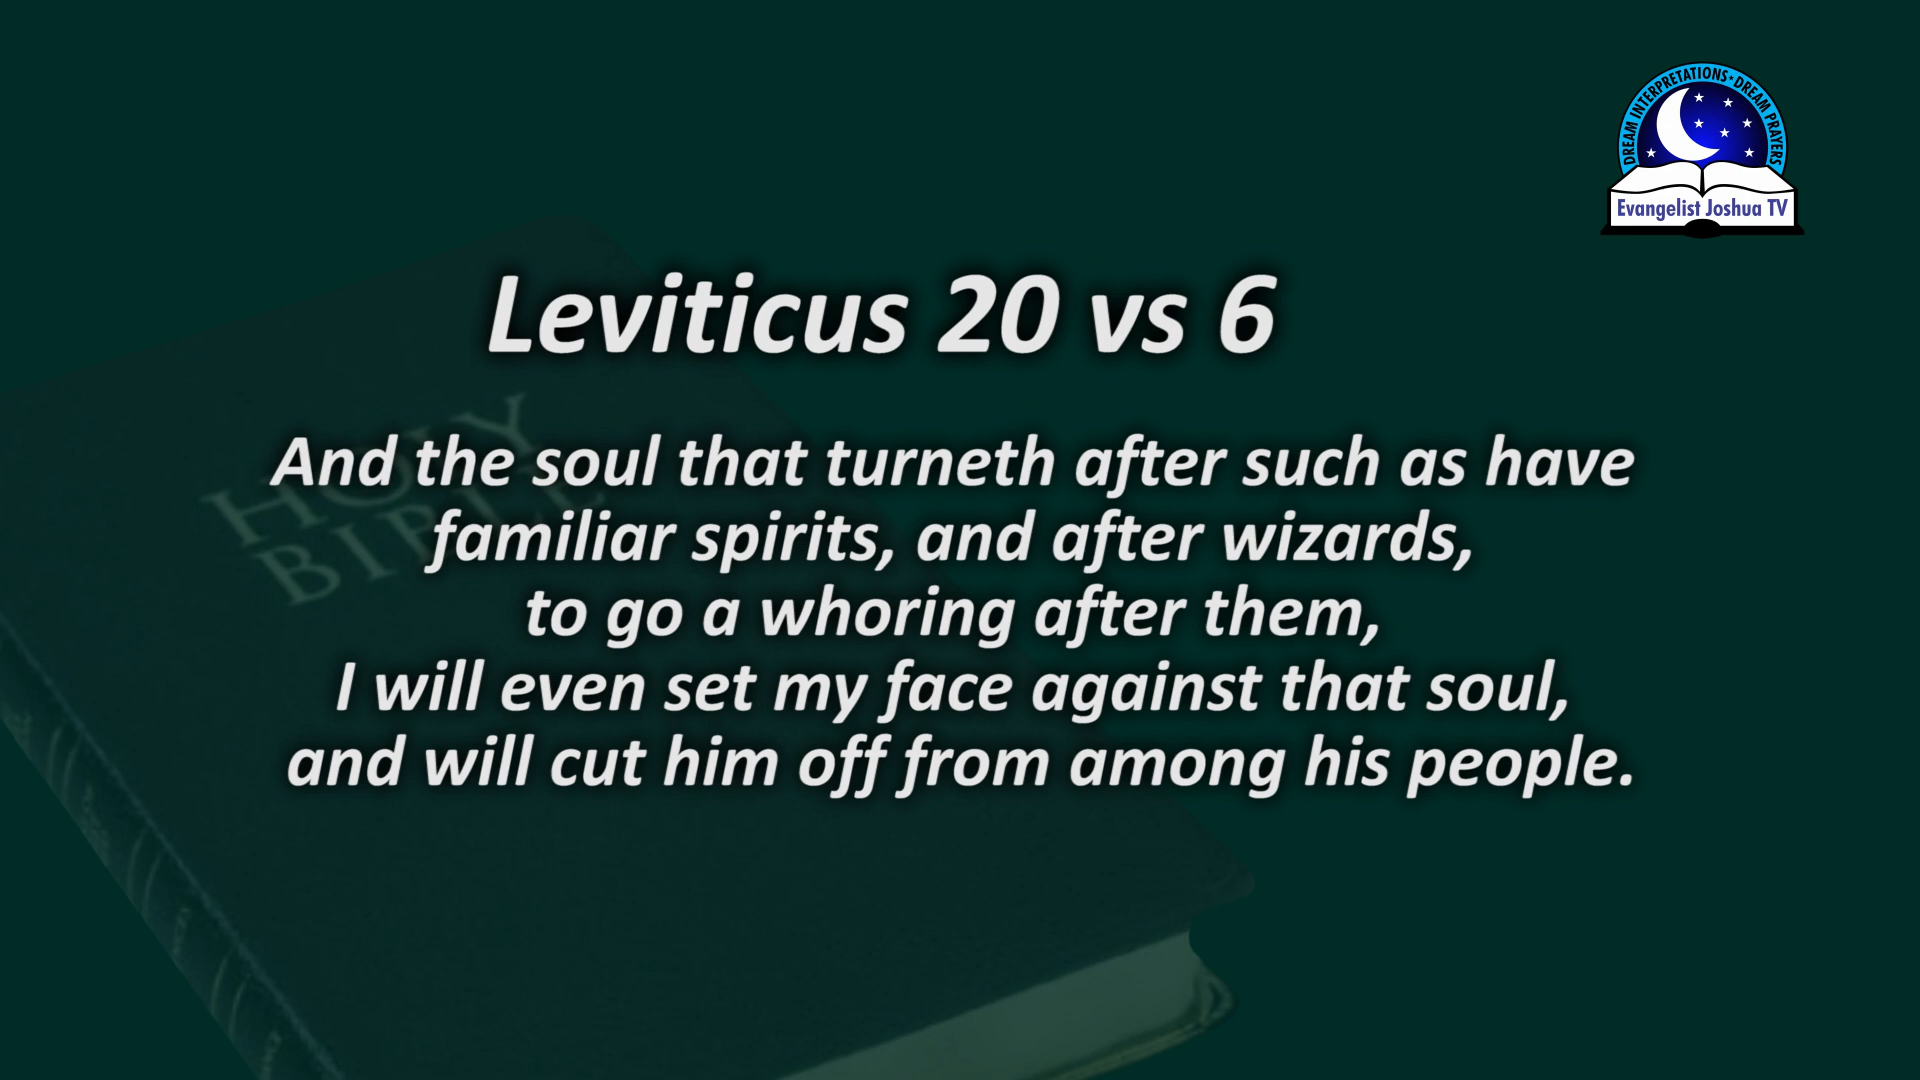 DREAM INTERPRETATIONS • DREAM PRAYERS
Evangelist Joshua TV
Leviticus 20 vs 6
HOLY
BIBLE
And the soul that turneth after such as have
familiar spirits, and after wizards,
to go a whoring after them,
I will even set my face against that soul,
and will cut him off from among his people.